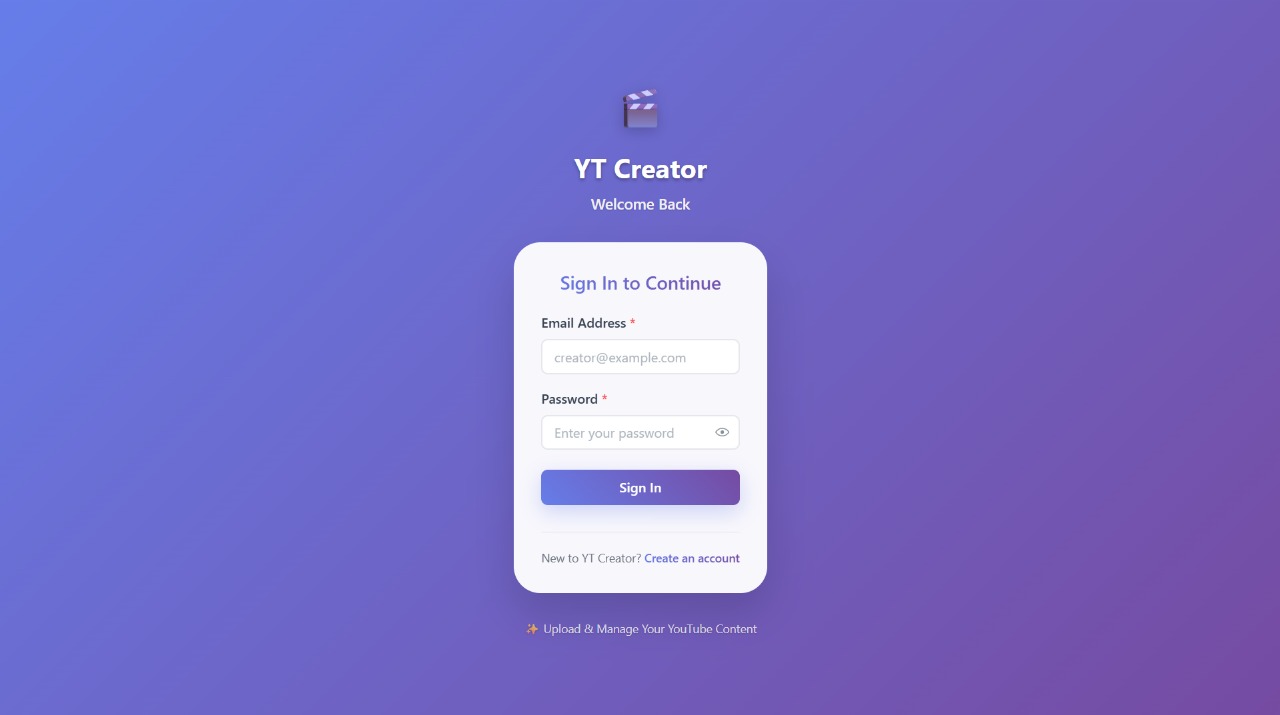 YT Creator
Welcome Back
Sign In to Continue
Email Address *
creator@example.com
Password *
Enter your password
Sign In
New to YT Creator? Create an account
✨ Upload & Manage Your YouTube Content